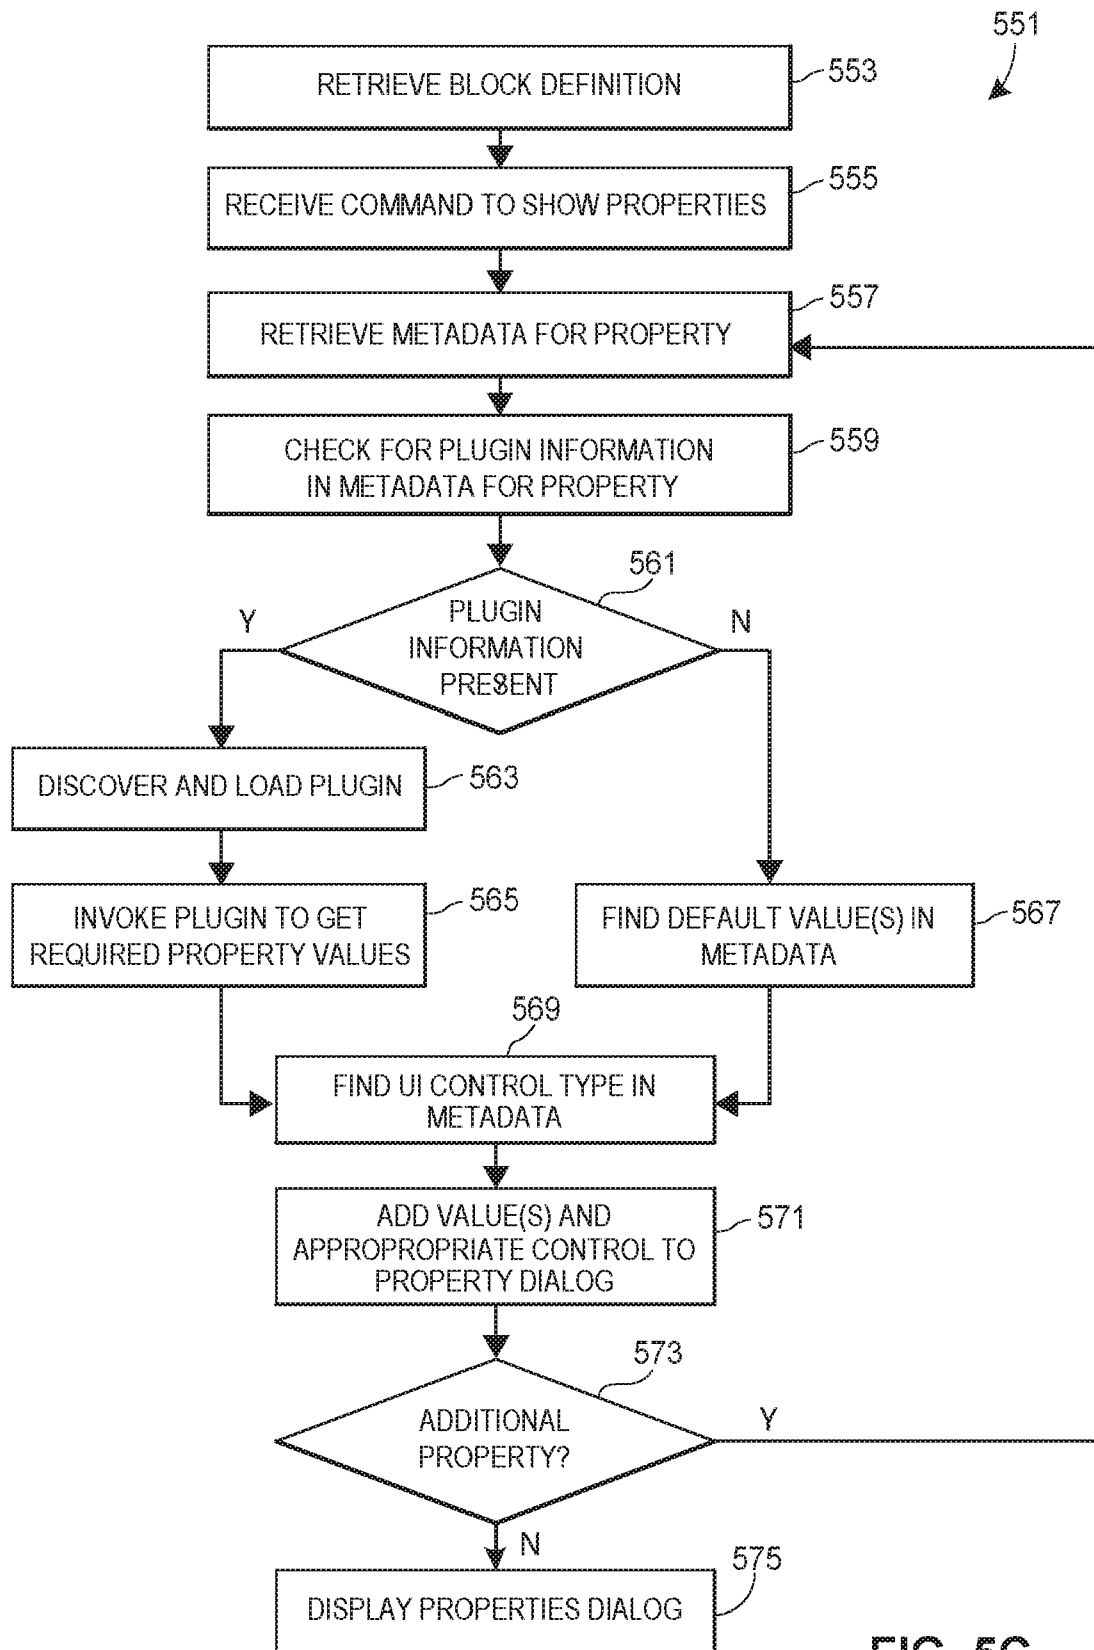 551
RETRIEVE BLOCK DEFINITION
553
RECEIVE COMMAND TO SHOW PROPERTIES
555
RETRIEVE METADATA FOR PROPERTY
557
CHECK FOR PLUGIN INFORMATION
IN METADATA FOR PROPERTY
559
561
Y
PLUGIN
INFORMATION
PRESENT
N
DISCOVER AND LOAD PLUGIN
563
INVOKE PLUGIN TO GET
REQUIRED PROPERTY VALUES
565
FIND DEFAULT VALUE(S) IN
METADATA
567
569
FIND UI CONTROL TYPE IN
METADATA
ADD VALUE(S) AND
APPROPROPRIATE CONTROL TO
PROPERTY DIALOG
571
573
ADDITIONAL
PROPERTY?
Y
N
575
DISPLAY PROPERTIES DIALOG